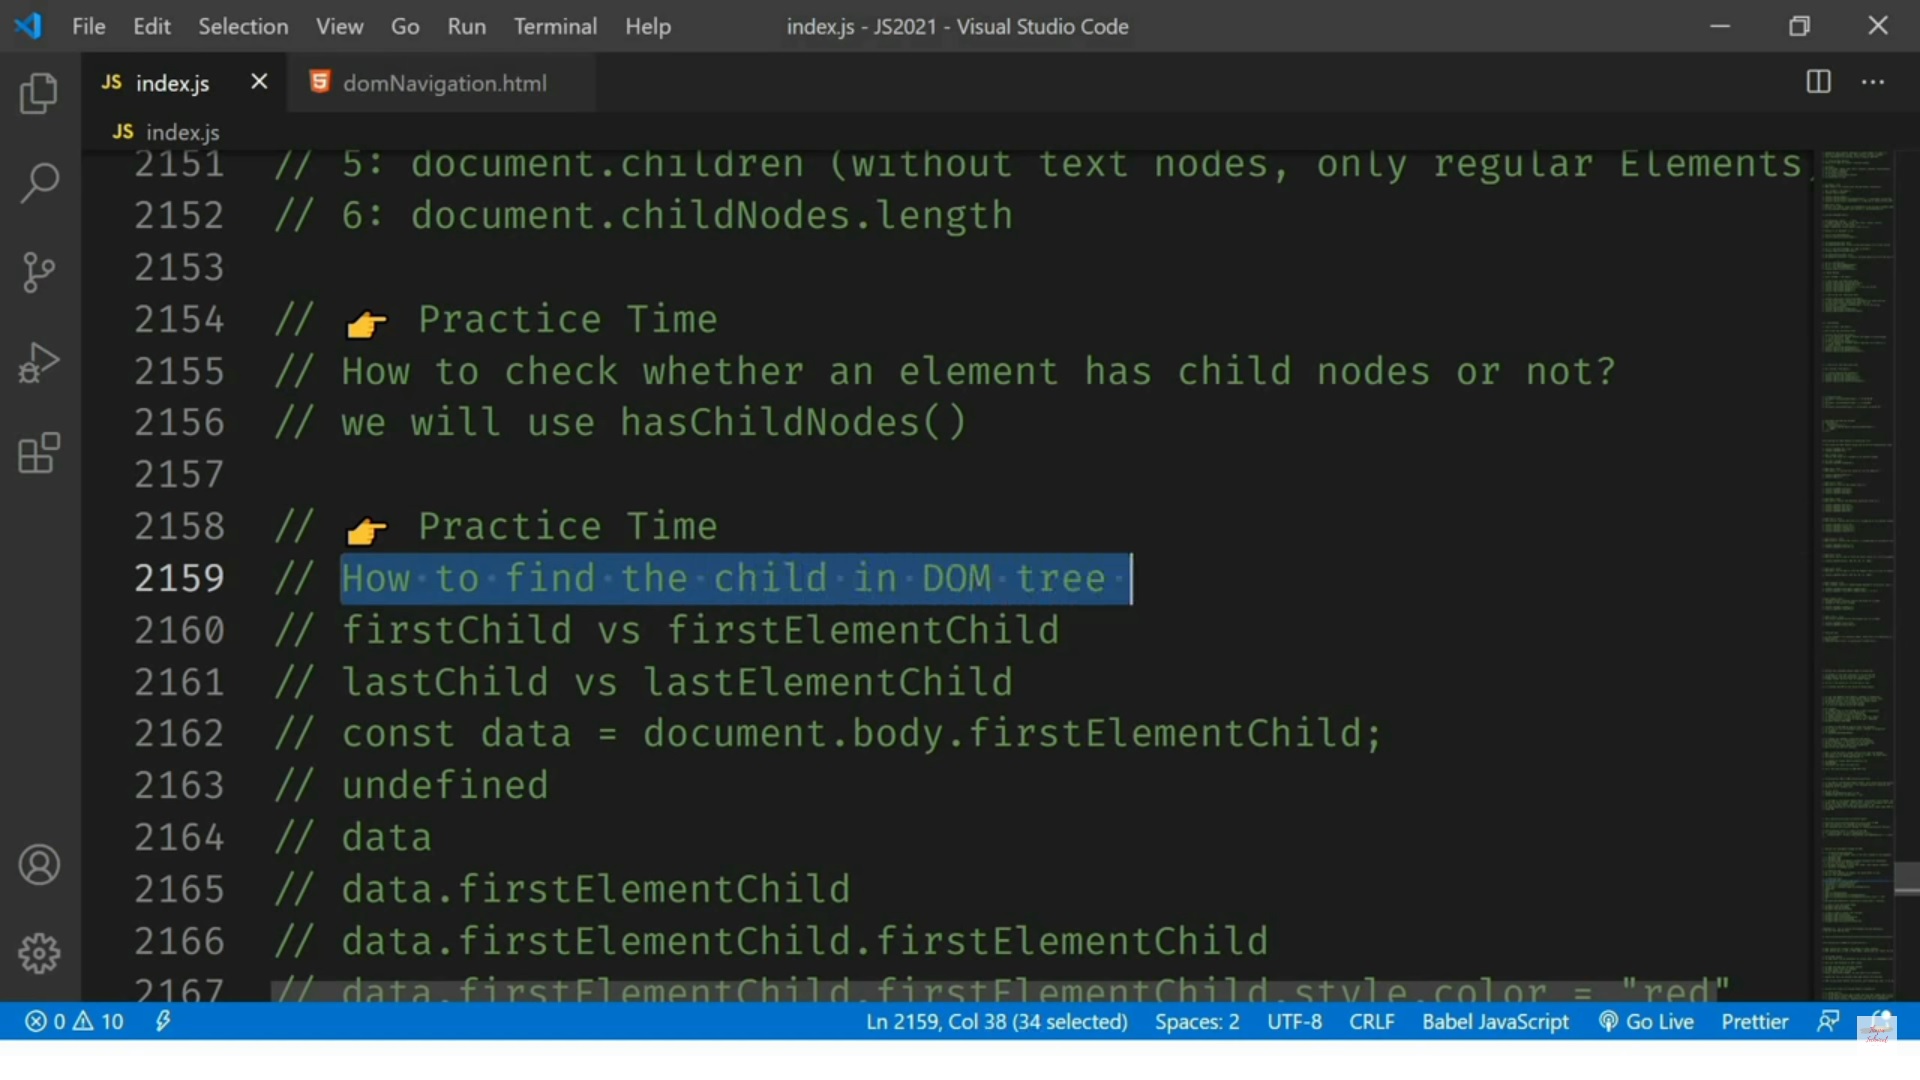 File Edit Selection View Go Run Terminal Help index.js - JS2021 - Visual Studio Code
JS index.js domNavigation.html
JS index.js
2151 // 5: document.children (without text nodes, only regular Elements
2152 // 6: document.childNodes.length
2153
2154 // 👉 Practice Time
2155 // How to check whether an element has child nodes or not?
2156 // we will use hasChildNodes()
2157
2158 // 👉 Practice Time
2159 // How to find the child in DOM tree
2160 // firstChild vs firstElementChild
2161 // lastChild vs lastElementChild
2162 // const data = document.body.firstElementChild;
2163 // undefined
2164 // data
2165 // data.firstElementChild
2166 // data.firstElementChild.firstElementChild
2167 // data.firstElementChild.firstElementChild.style.color = "red"
0 10 Ln 2159, Col 38 (34 selected) Spaces: 2 UTF-8 CRLF Babel JavaScript Go Live Prettier